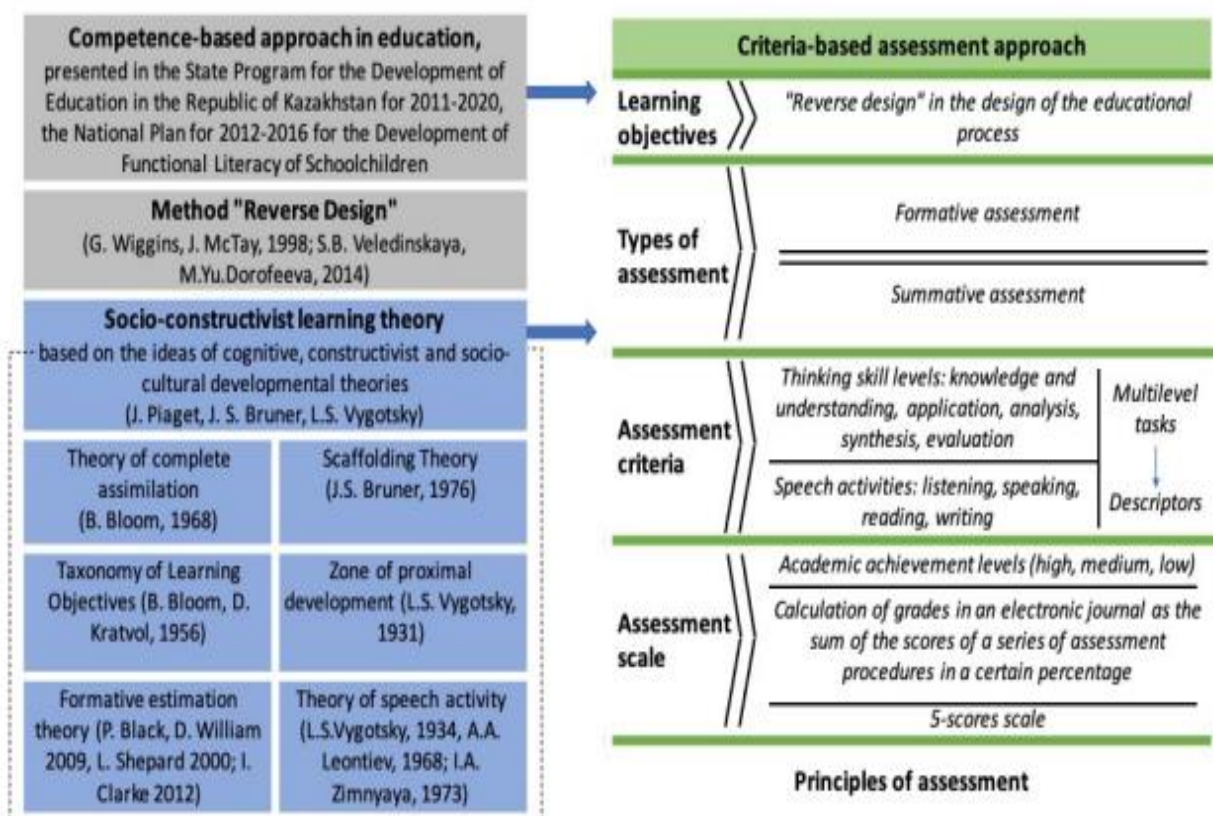 Competence-based approach in education,
presented in the State Program for the Development of
Education in the Republic of Kazakhstan for 2011-2020,
the National Plan for 2012-2016 for the Development of
Functional Literacy of Schoolchildren
Method "Reverse Design"
(G. Wiggins, J. McTay, 1998; S.B. Veledinskaya,
M.Yu.Dorofeeva, 2014)
Socio-constructivist learning theory
based on the ideas of cognitive, constructivist and socio-
cultural developmental theories
(J. Piaget, J. S. Bruner, L.S. Vygotsky)
Theory of complete
assimilation
(B. Bloom, 1968)
Scaffolding Theory
(J.S. Bruner, 1976)
Taxonomy of Learning
Objectives (B. Bloom, D.
Kratvol, 1956)
Zone of proximal
development (L.S. Vygotsky,
1931)
Formative estimation
theory (P. Black, D. William
2009, L. Shepard 2000; I.
Clarke 2012)
Theory of speech activity
(L.S.Vygotsky, 1934, A.A.
Leontiev, 1968; I.A.
Zimnyaya, 1973)
Criteria-based assessment approach
Learning
objectives
"Reverse design" in the design of the educational
process
Types of
assessment
Formative assessment
Summative assessment
Assessment
criteria
Thinking skill levels: knowledge and
understanding, application, analysis,
synthesis, evaluation
Speech activities: listening, speaking,
reading, writing
Multilevel
tasks
Descriptors
Assessment
scale
Academic achievement levels (high, medium, low)
Calculation of grades in an electronic journal as the
sum of the scores of a series of assessment
procedures in a certain percentage
5-scores scale
Principles of assessment